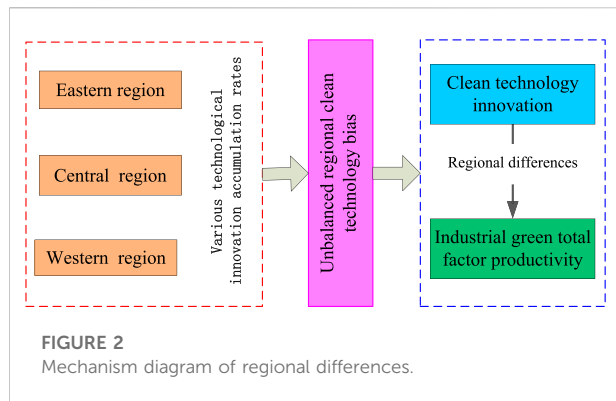 Eastern region
Central region
Western region
Various technological
innovation accumulation rates
Unbalanced regional clean
technology bias
Clean technology
innovation
Regional differences
Industrial green total
factor productivity
FIGURE 2
Mechanism diagram of regional differences.